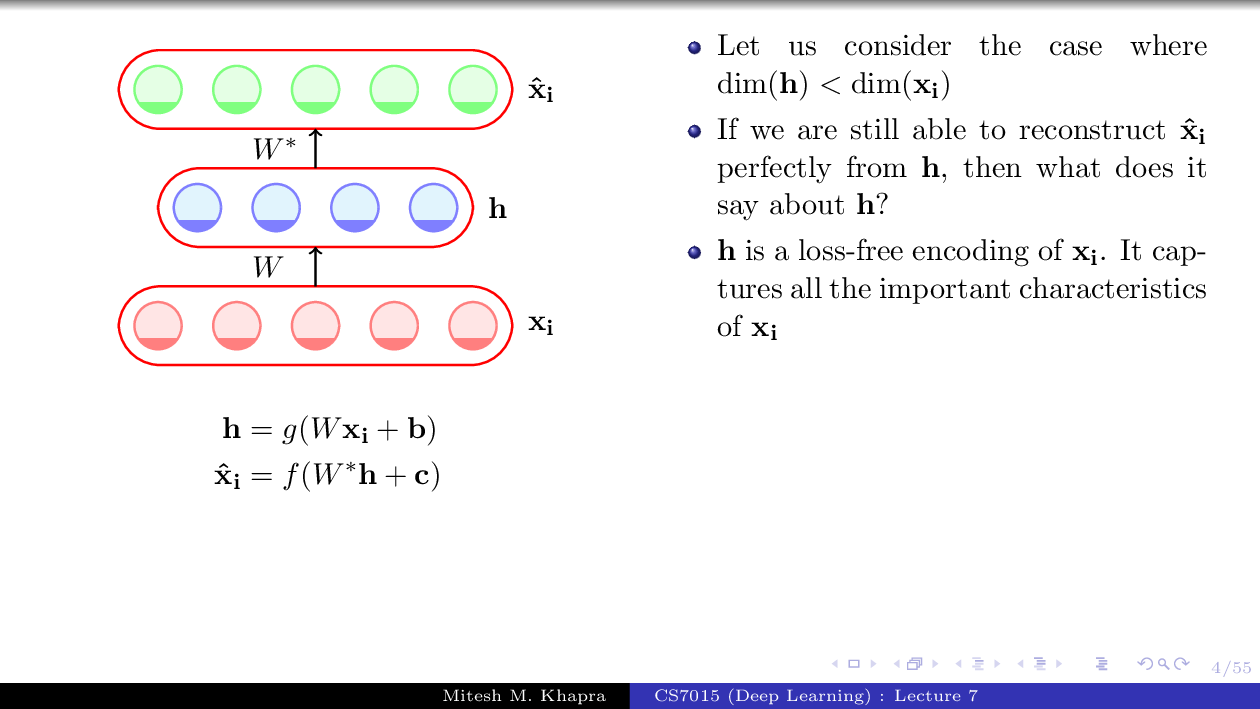 x̂ᵢ
W*
h
W
xᵢ
h = g(Wxᵢ + b)
x̂ᵢ = f(W*h + c)
Let us consider the case where
dim(h) < dim(xᵢ)
If we are still able to reconstruct x̂ᵢ
perfectly from h, then what does it
say about h?
h is a loss-free encoding of xᵢ. It cap-
tures all the important characteristics
of xᵢ
4/55
Mitesh M. Khapra
CS7015 (Deep Learning) : Lecture 7